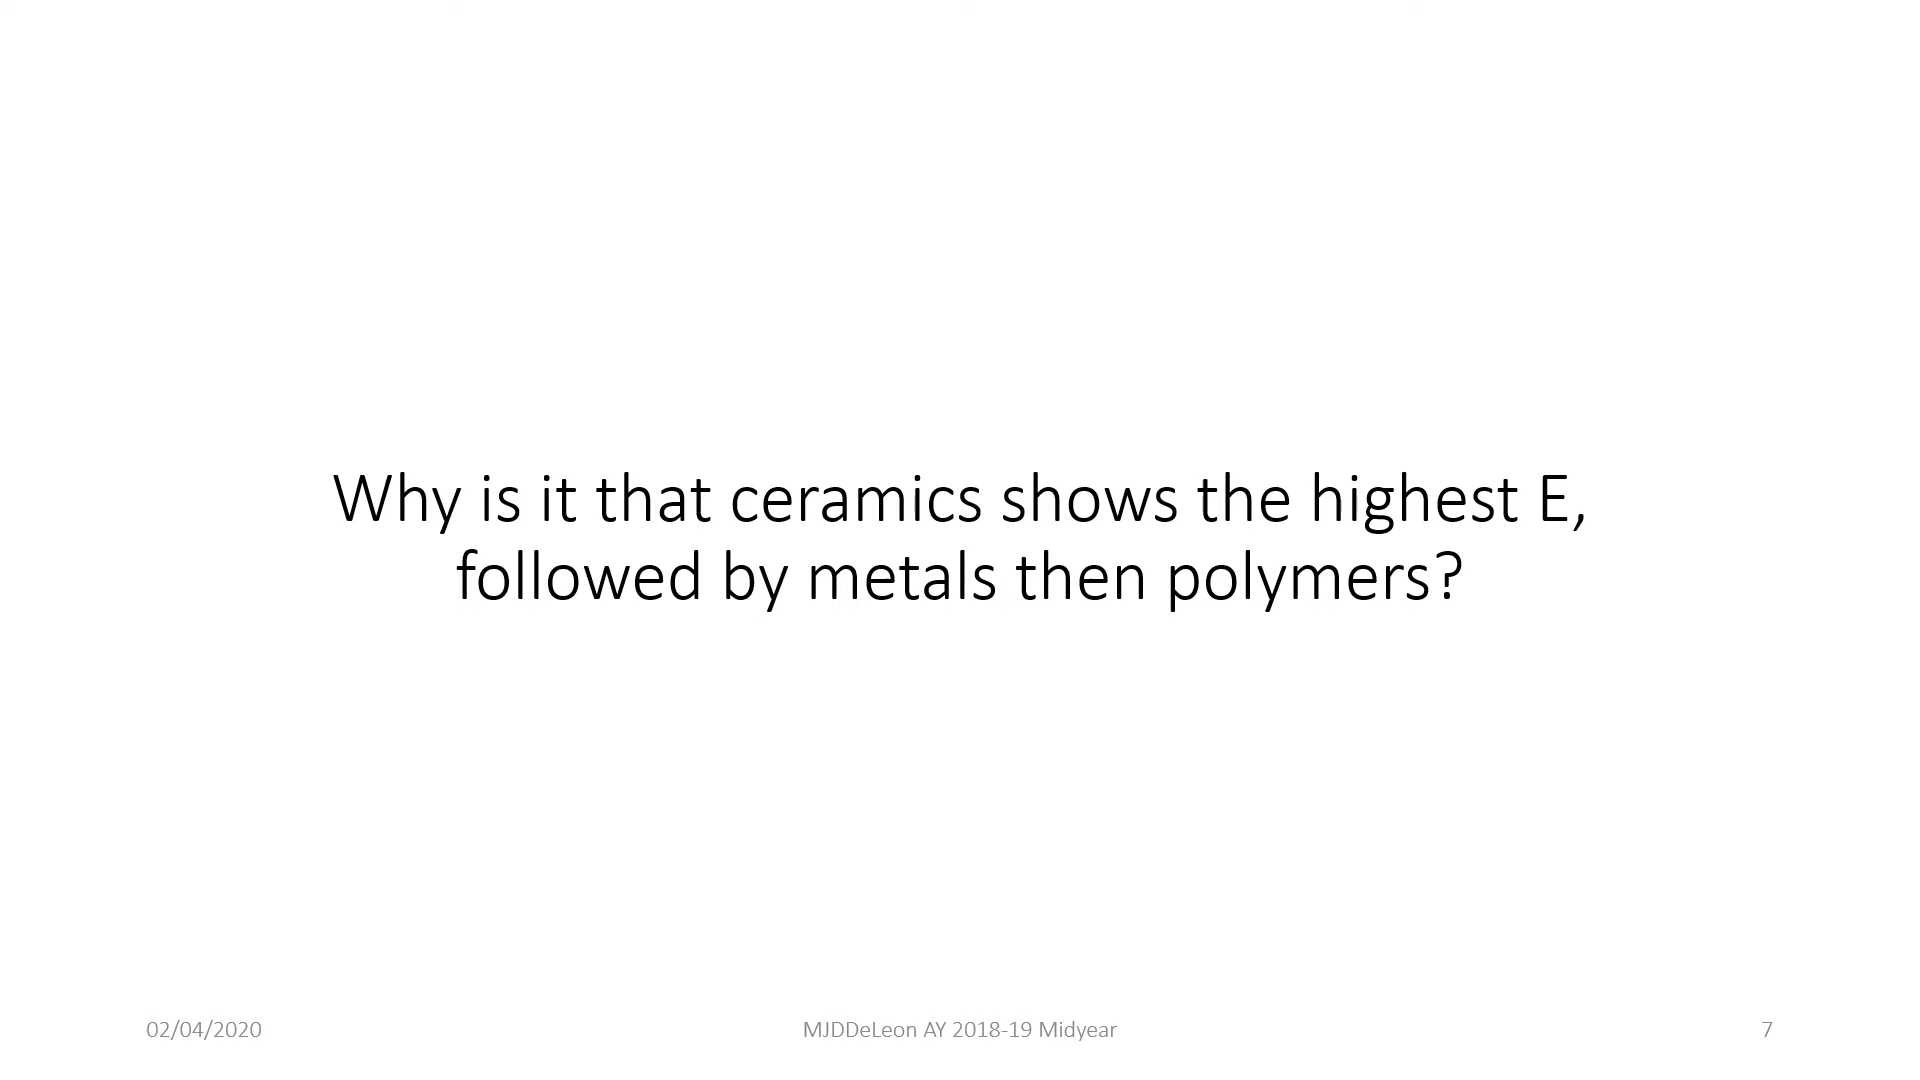 Why is it that ceramics shows the highest E,
followed by metals then polymers?
02/04/2020
MJDDeLeon AY 2018-19 Midyear
7